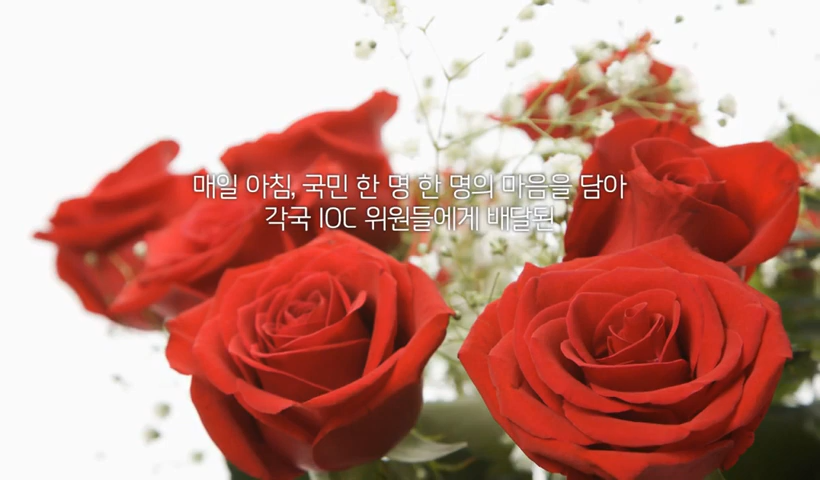 매일 아침, 국민 한 명 한 명의 마음을 담아
각국 IOC 위원들에게 배달된